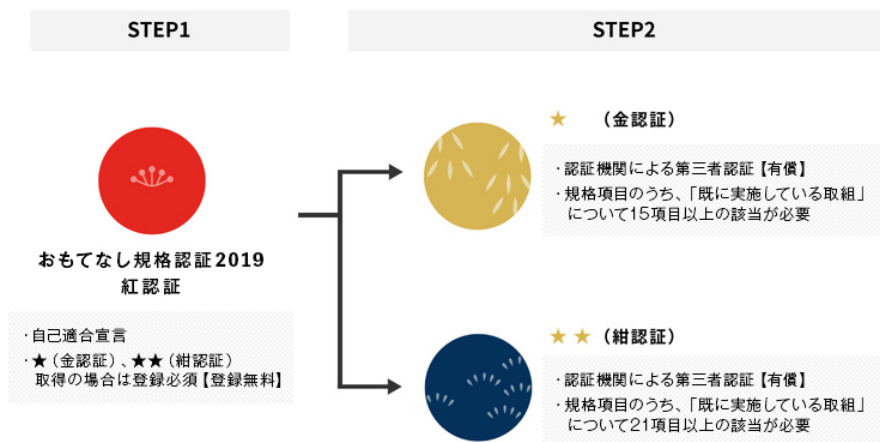 STEP1
STEP2
おもてなし規格認証2019
紅認証
・自己適合宣言
・★(金認証)、★★(紺認証)
取得の場合は登録必須【登録無料】
★ (金認証)
・認証機関による第三者認証【有償】
・規格項目のうち、「既に実施している取組」
について15項目以上の該当が必要
★★(紺認証)
・認証機関による第三者認証【有償】
・規格項目のうち、「既に実施している取組」
について21項目以上の該当が必要